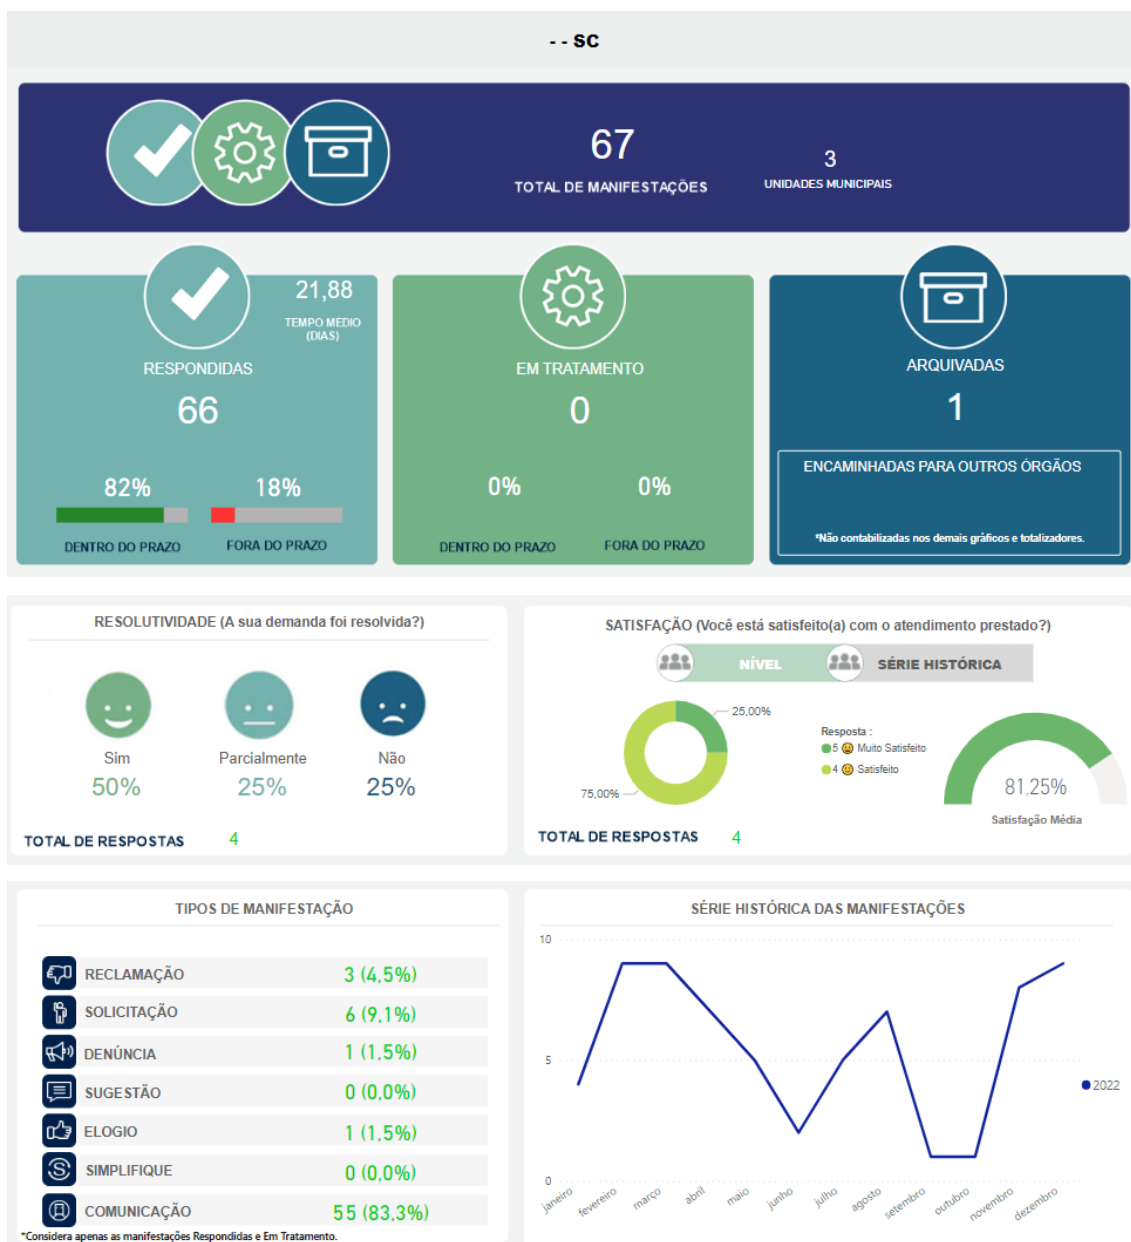 - - SC
67
TOTAL DE MANIFESTAÇÕES
3
UNIDADES MUNICIPAIS
21,88
TEMPO MÉDIO
(DIAS)
RESPONDIDAS
66
82%
18%
DENTRO DO PRAZO
FORA DO PRAZO
EM TRATAMENTO
0
0%
0%
DENTRO DO PRAZO
FORA DO PRAZO
ARQUIVADAS
1
ENCAMINHADAS PARA OUTROS ÓRGÃOS
*Não contabilizadas nos demais gráficos e totalizadores.
RESOLUTIVIDADE (A sua demanda foi resolvida?)
Sim
Parcialmente
Não
50%
25%
25%
TOTAL DE RESPOSTAS 4
SATISFAÇÃO (Você está satisfeito(a) com o atendimento prestado?)
NÍVEL
SÉRIE HISTÓRICA
25,00%
75,00%
Resposta :
5 Muito Satisfeito
4 Satisfeito
81.25%
Satisfação Média
TOTAL DE RESPOSTAS 4
TIPOS DE MANIFESTAÇÃO
RECLAMAÇÃO 3 (4,5%)
SOLICITAÇÃO 6 (9,1%)
DENÚNCIA 1 (1,5%)
SUGESTÃO 0 (0,0%)
ELOGIO 1 (1,5%)
SIMPLIFIQUE 0 (0,0%)
COMUNICAÇÃO 55 (83,3%)
*Considera apenas as manifestações Respondidas e Em Tratamento.
SÉRIE HISTÓRICA DAS MANIFESTAÇÕES
10
5
0
2022
janeiro fevereiro março abril maio junho julho agosto setembro outubro novembro dezembro